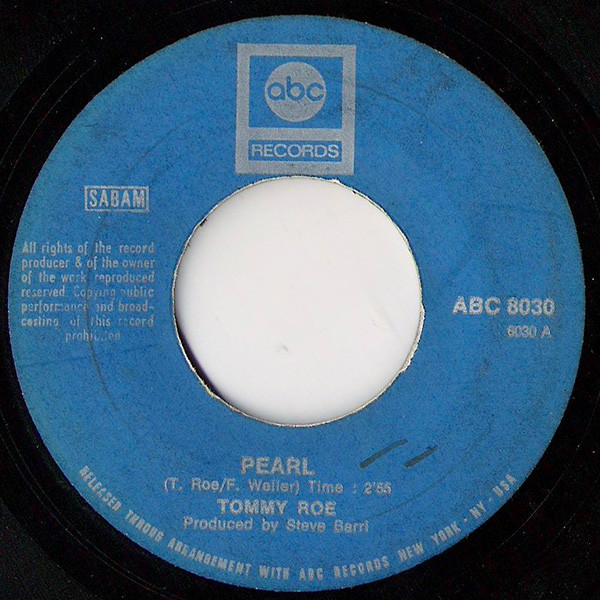 abc
RECORDS
SABAM
All rights of the record
producer & of the owner
of the work reproduced
reserved. Copying public
performance and broad-
casting of this record
prohibited
ABC 8030
6030 A
PEARL
(T. Roe/F. Weller) Time : 2'55
TOMMY ROE
Produced by Steve Barri
RELEASED THROUG ARRANGEMENT WITH ABC RECORDS NEW YORK - NY - USA